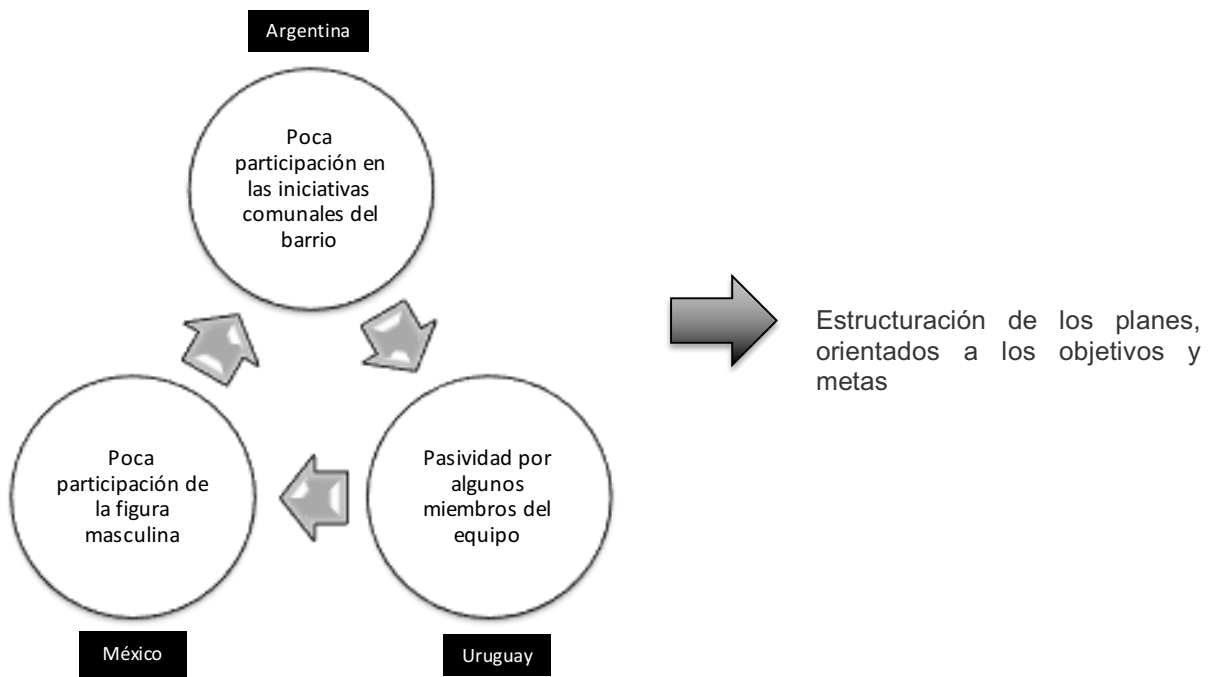 Argentina
Poca
participación en
las iniciativas
comunales del
barrio
Estructuración de los planes,
orientados a los objetivos y
metas
Poca
participación de
la figura
masculina
Pasividad por
algunos
miembros del
equipo
México
Uruguay